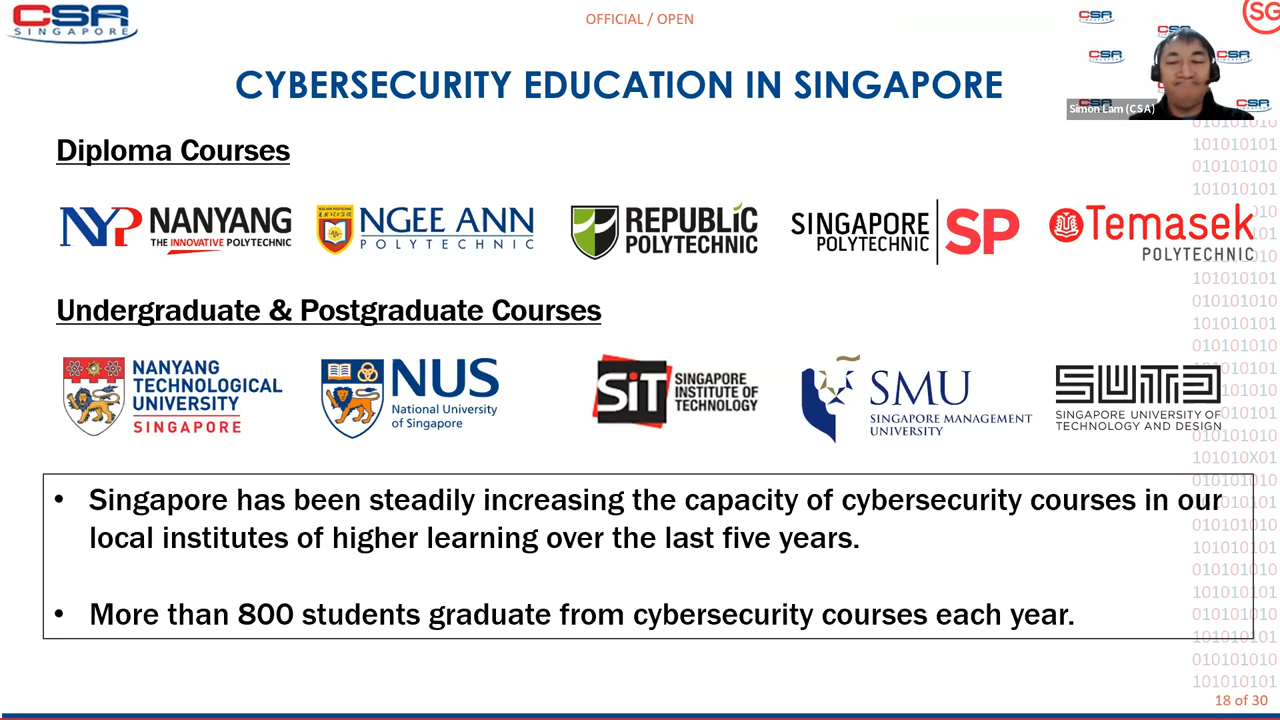 CSA
SINGAPORE
OFFICIAL / OPEN
SG
CYBERSECURITY EDUCATION IN SINGAPORE
Simon Lam (CSA)
Diploma Courses
NYP NANYANG
THE INNOVATIVE POLYTECHNIC
NGEE ANN
POLYTECHNIC
REPUBLIC
POLYTECHNIC
SINGAPORE
POLYTECHNIC
SP
Temasek
POLYTECHNIC
Undergraduate & Postgraduate Courses
NANYANG
TECHNOLOGICAL
UNIVERSITY
SINGAPORE
NUS
National University
of Singapore
SiT
SINGAPORE
INSTITUTE OF
TECHNOLOGY
SMU
SINGAPORE MANAGEMENT
UNIVERSITY
SUTD
SINGAPORE UNIVERSITY OF
TECHNOLOGY AND DESIGN
• Singapore has been steadily increasing the capacity of cybersecurity courses in our
local institutes of higher learning over the last five years.
• More than 800 students graduate from cybersecurity courses each year.
18 of 30